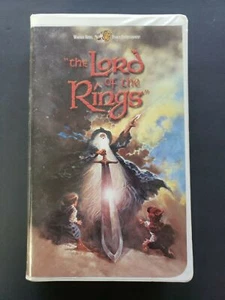 "the Lord
of the
Rings"